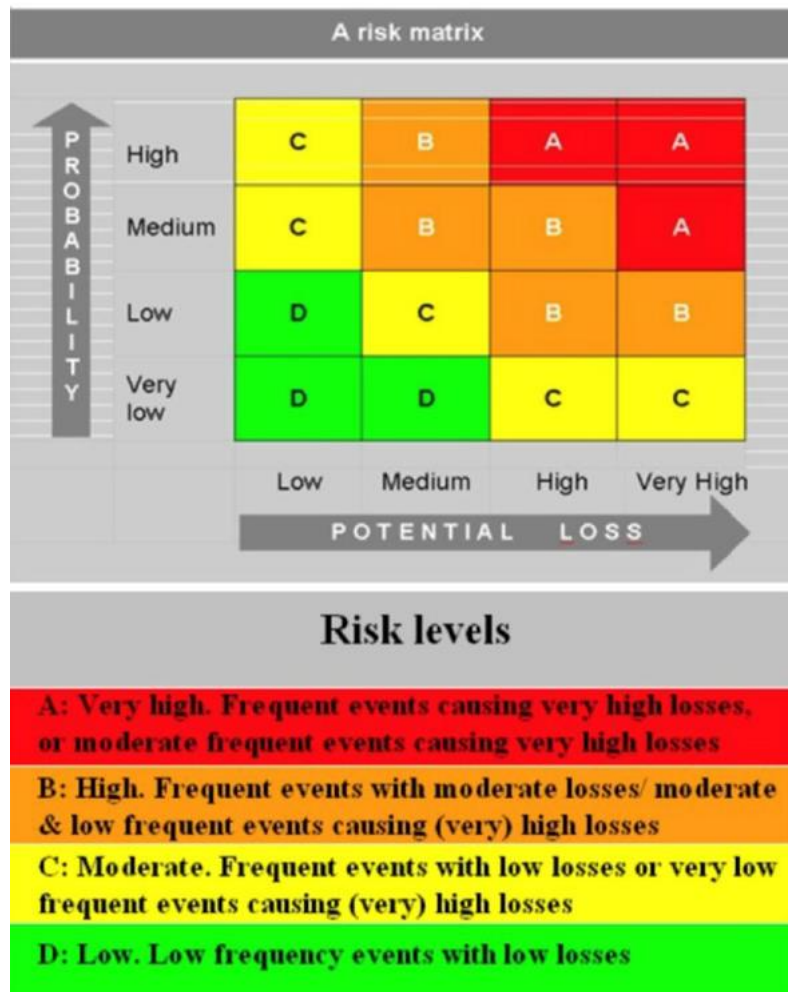 A risk matrix
PROBABILITY
High C B A A
Medium C B B A
Low D C B B
Very
low D D C C
Low Medium High Very High
POTENTIAL LOSS
Risk levels
A: Very high. Frequent events causing very high losses,
or moderate frequent events causing very high losses
B: High. Frequent events with moderate losses/ moderate
& low frequent events causing (very) high losses
C: Moderate. Frequent events with low losses or very low
frequent events causing (very) high losses
D: Low. Low frequency events with low losses